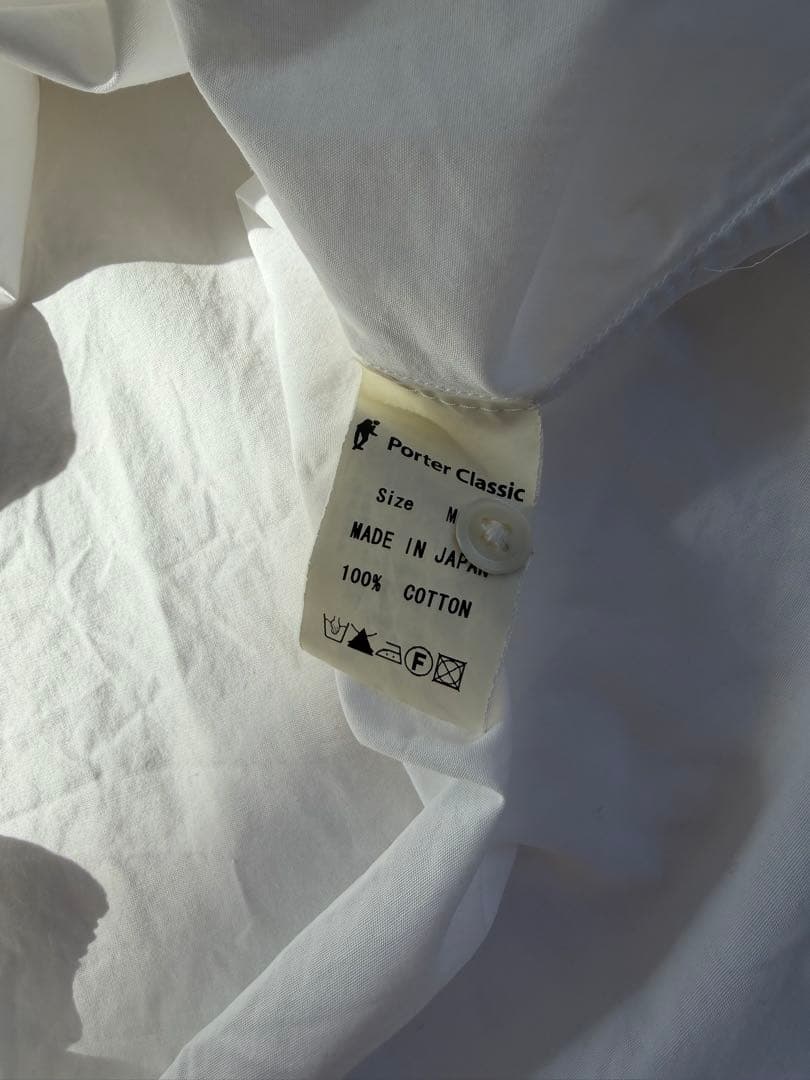 Porter Classic
Size M
MADE IN JAPAN
100% COTTON
F